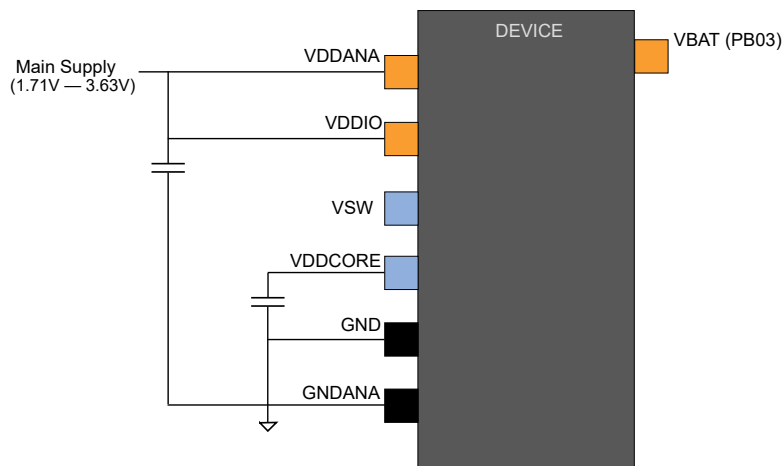 DEVICE
VBAT (PB03)
VDDANA
Main Supply
(1.71V — 3.63V)
VDDIO
VSW
VDDCORE
GND
GNDANA